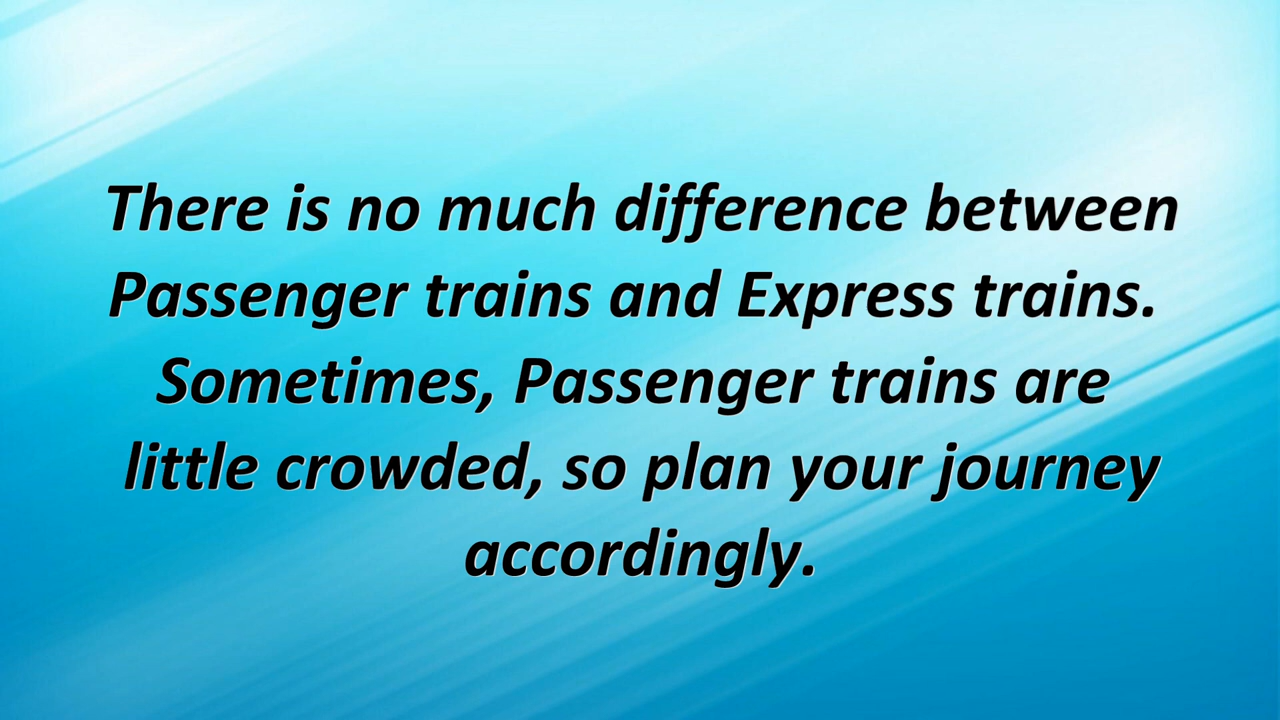 There is no much difference between
Passenger trains and Express trains.
Sometimes, Passenger trains are
little crowded, so plan your journey
accordingly.